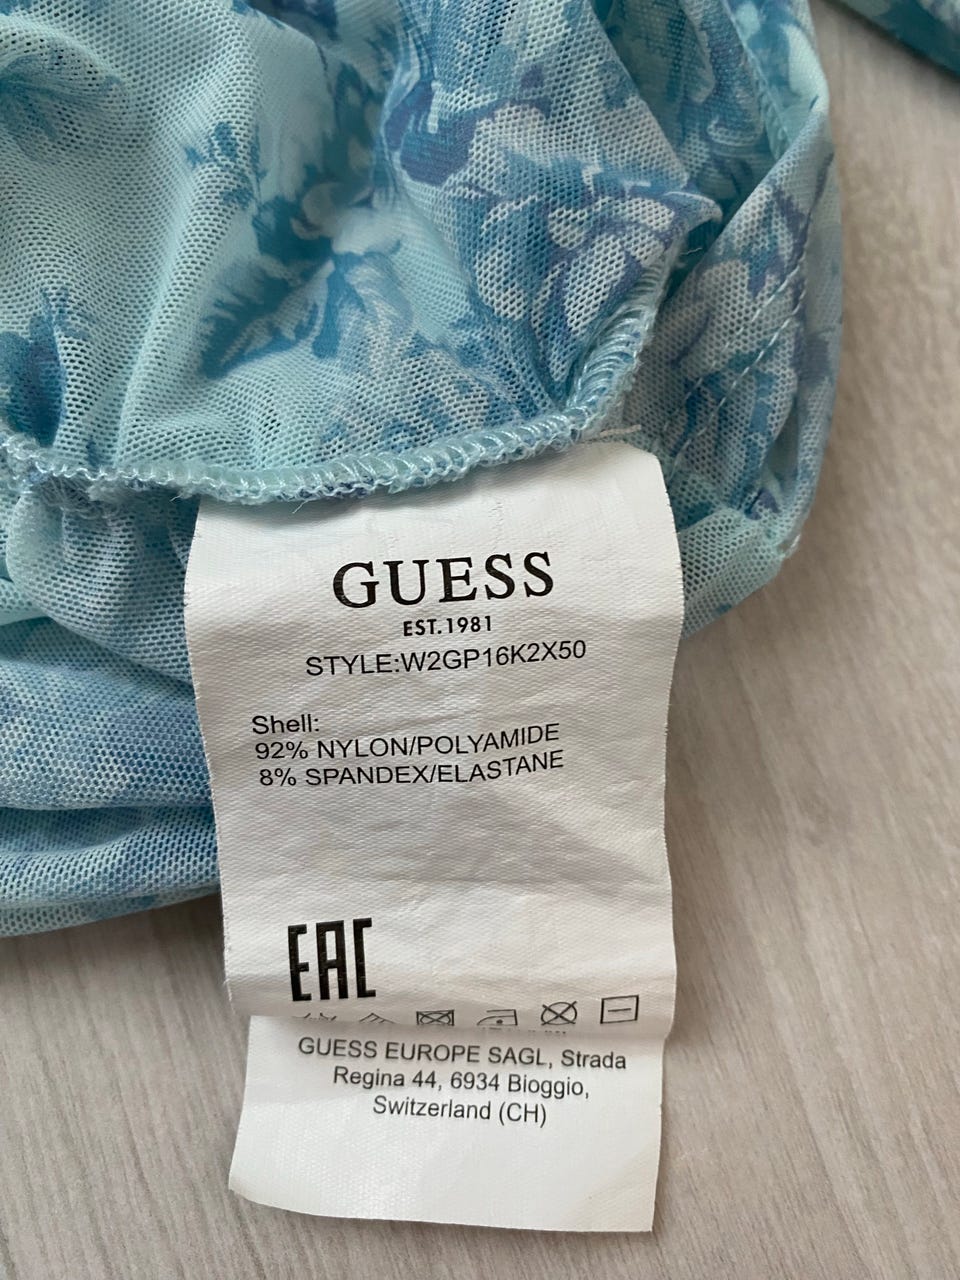 GUESS
EST.1981
STYLE:W2GP16K2X50
Shell:
92% NYLON/POLYAMIDE
8% SPANDEX/ELASTANE
EAC
GUESS EUROPE SAGL, Strada
Regina 44, 6934 Bioggio,
Switzerland (CH)